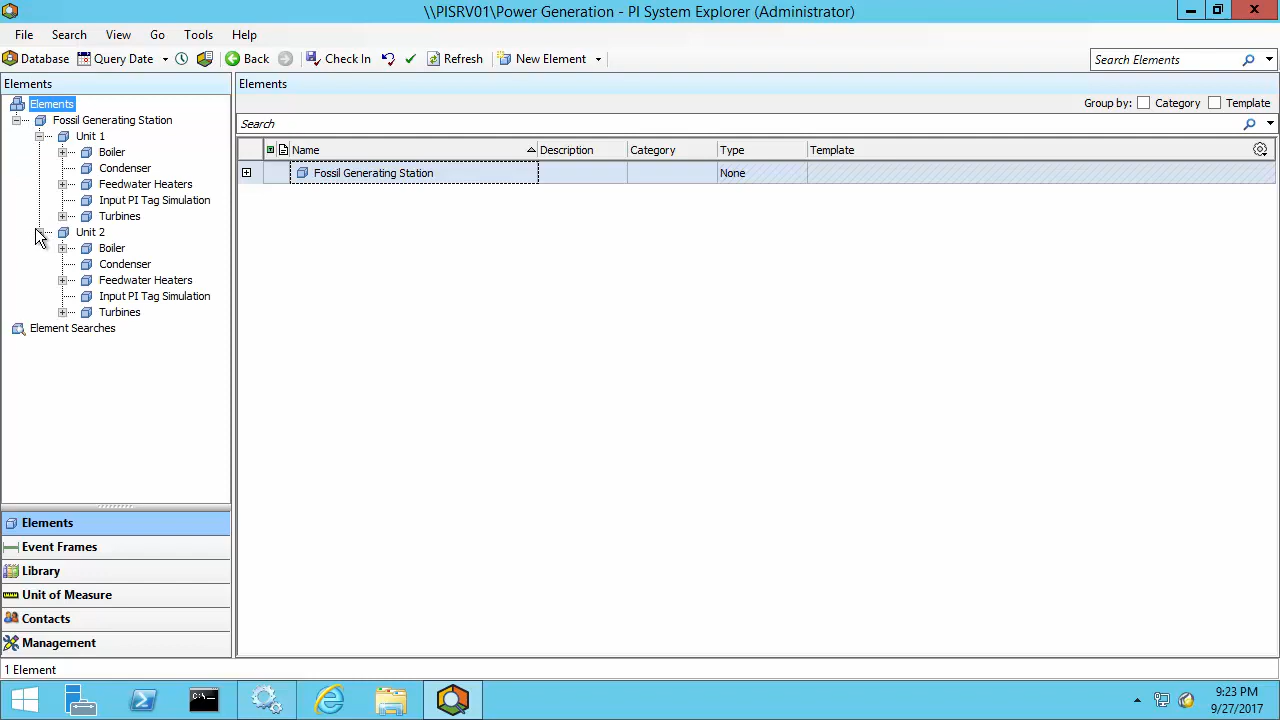 \\PISRV01\Power Generation - PI System Explorer (Administrator)
File Search View Go Tools Help
Database Query Date Back Check In Refresh New Element Search Elements
Elements
Elements
Fossil Generating Station
Unit 1
Boiler
Condenser
Feedwater Heaters
Input PI Tag Simulation
Turbines
Unit 2
Boiler
Condenser
Feedwater Heaters
Input PI Tag Simulation
Turbines
Element Searches
Elements
Event Frames
Library
Unit of Measure
Contacts
Management
Elements
Group by: Category Template
Search
Name Description Category Type Template
Fossil Generating Station None
1 Element
9:23 PM
9/27/2017